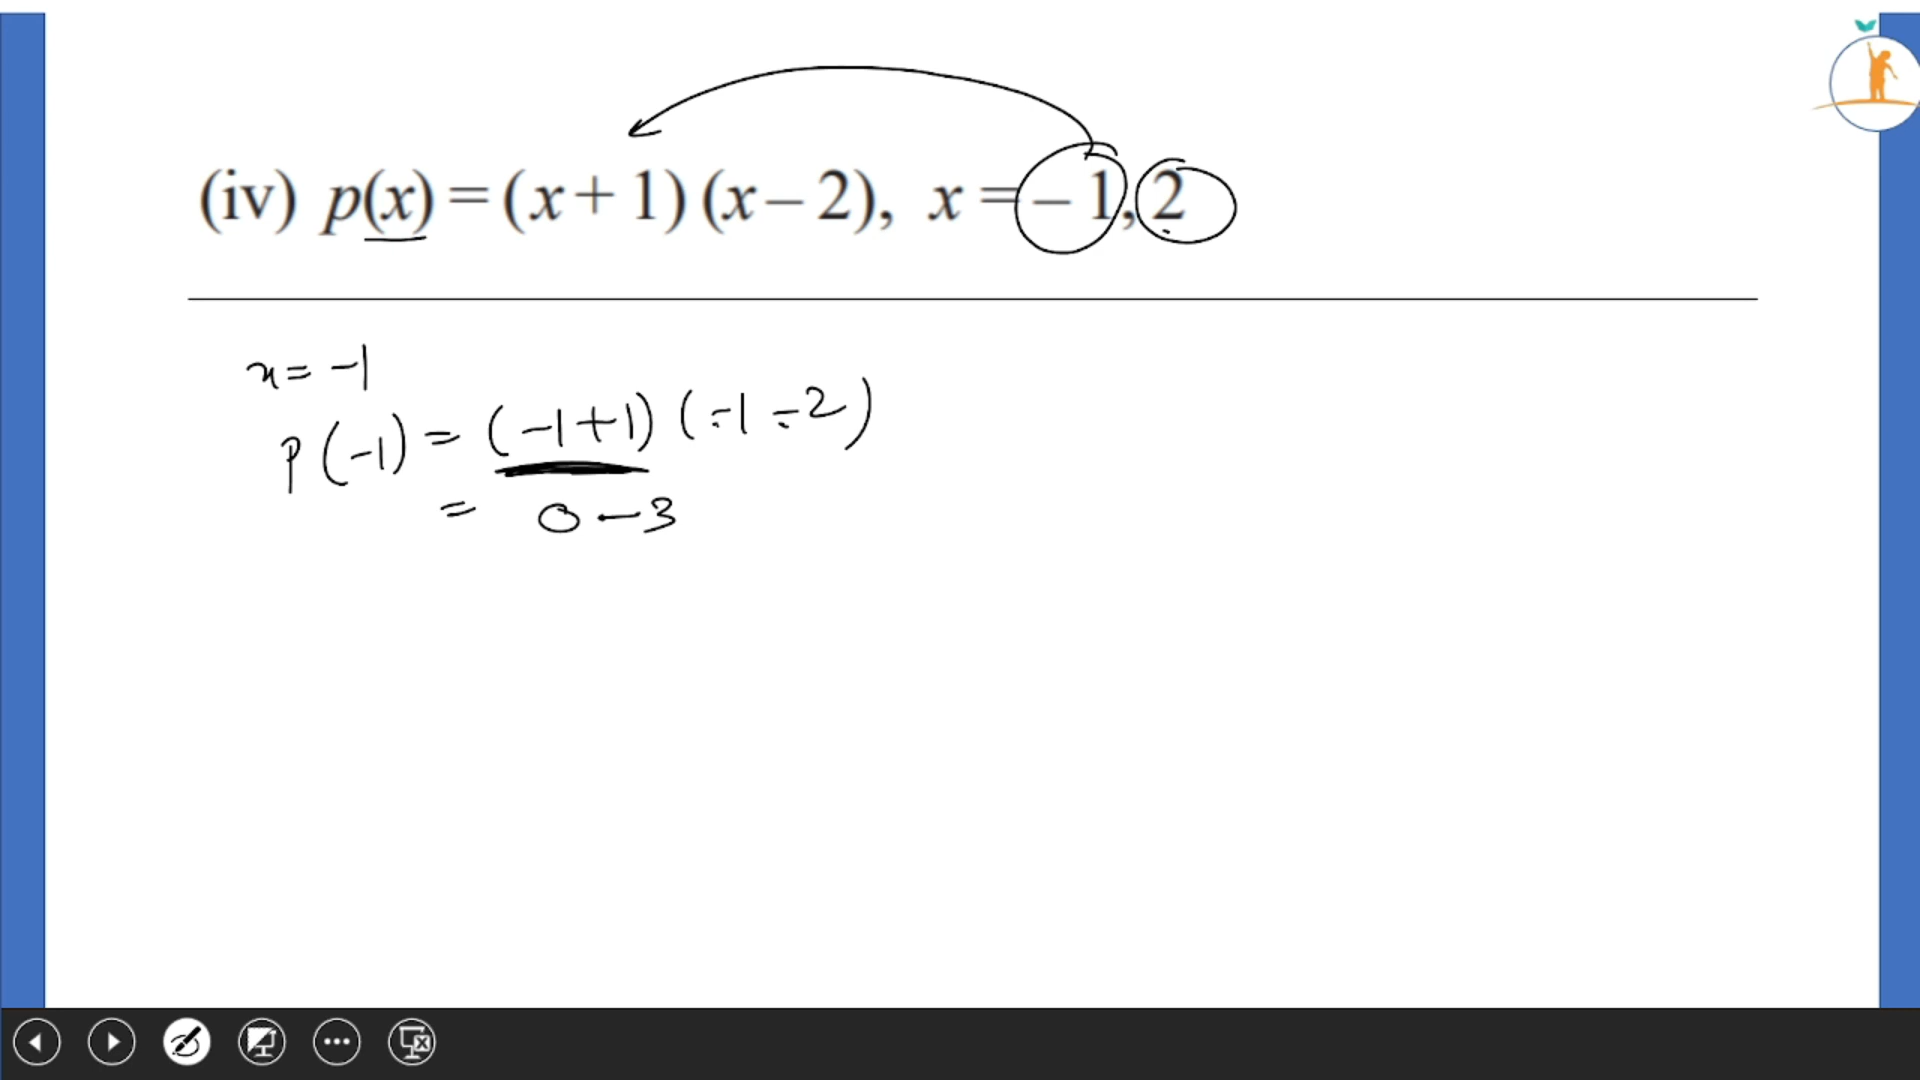 (iv) p(x) = (x + 1) (x – 2), x = – 1, 2
x = -1
P(-1) = (-1+1) (-1-2)
= 0 - 3